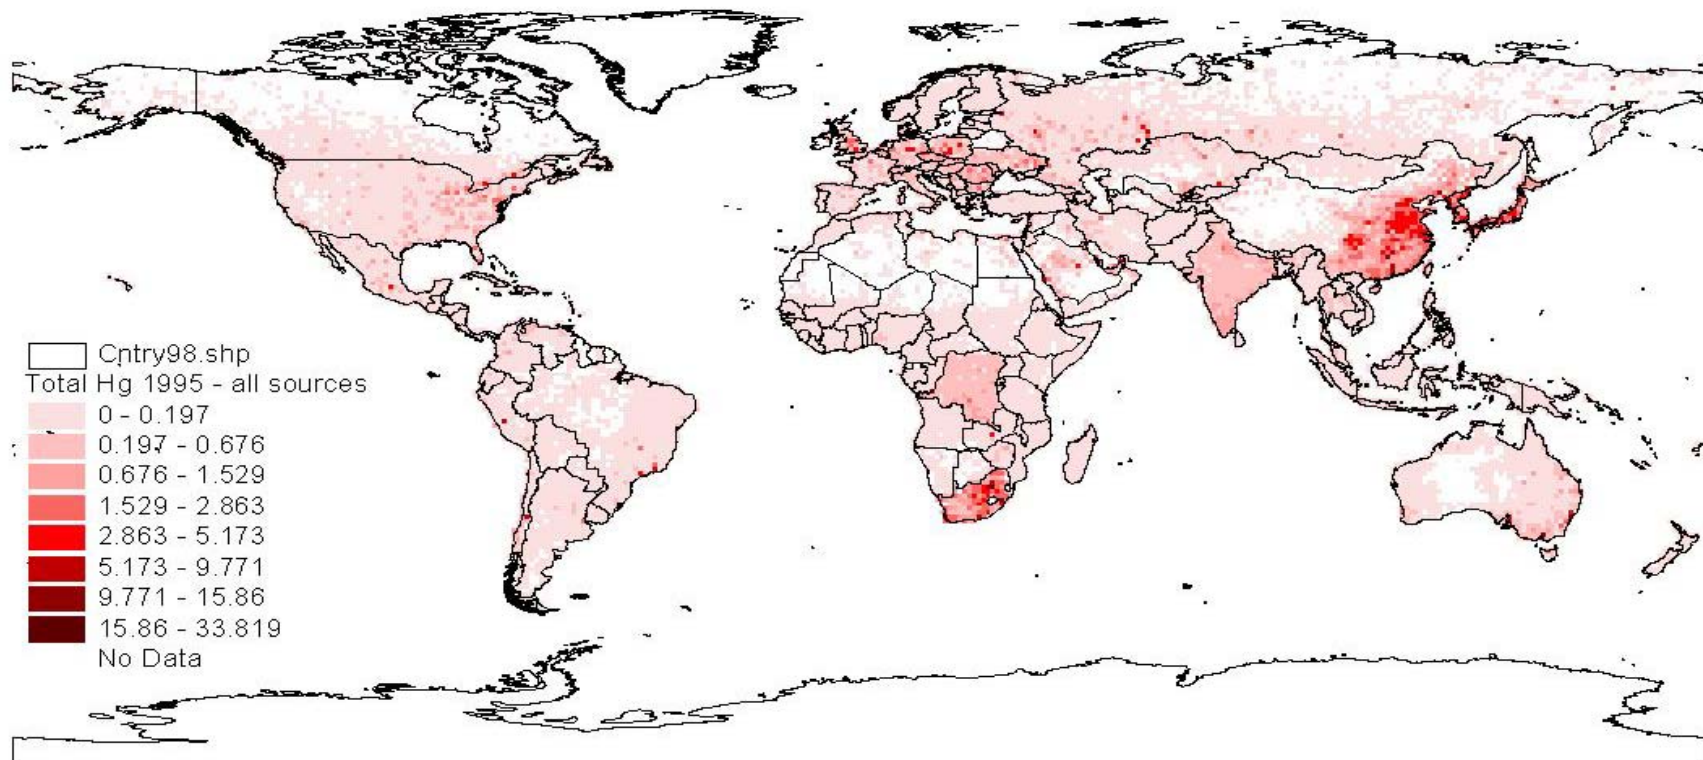 Cntry98.shp
Total Hg 1995 - all sources
0 - 0.197
0.197 - 0.676
0.676 - 1.529
1.529 - 2.863
2.863 - 5.173
5.173 - 9.771
9.771 - 15.86
15.86 - 33.819
No Data